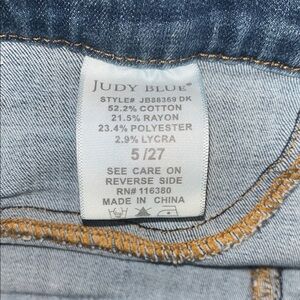 JUDY BLUE®
STYLE# JB88369 DK
52.2% COTTON
21.5% RAYON
23.4% POLYESTER
2.9% LYCRA
5/27
SEE CARE ON
REVERSE SIDE
RN# 116380
MADE IN CHINA